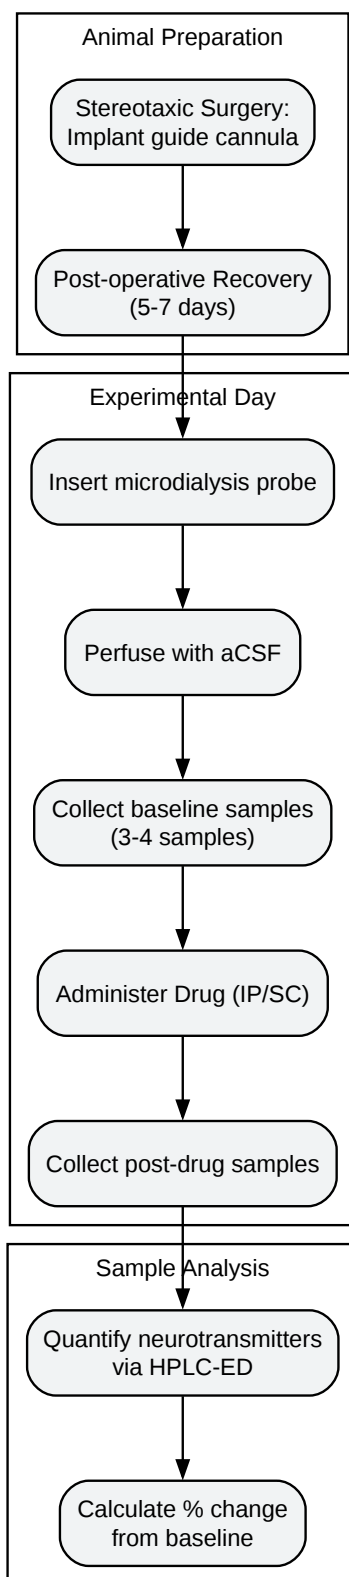 Animal Preparation
Stereotaxic Surgery:
Implant guide cannula
Post-operative Recovery
(5-7 days)
Experimental Day
Insert microdialysis probe
Perfuse with aCSF
Collect baseline samples
(3-4 samples)
Administer Drug (IP/SC)
Collect post-drug samples
Sample Analysis
Quantify neurotransmitters
via HPLC-ED
Calculate % change
from baseline